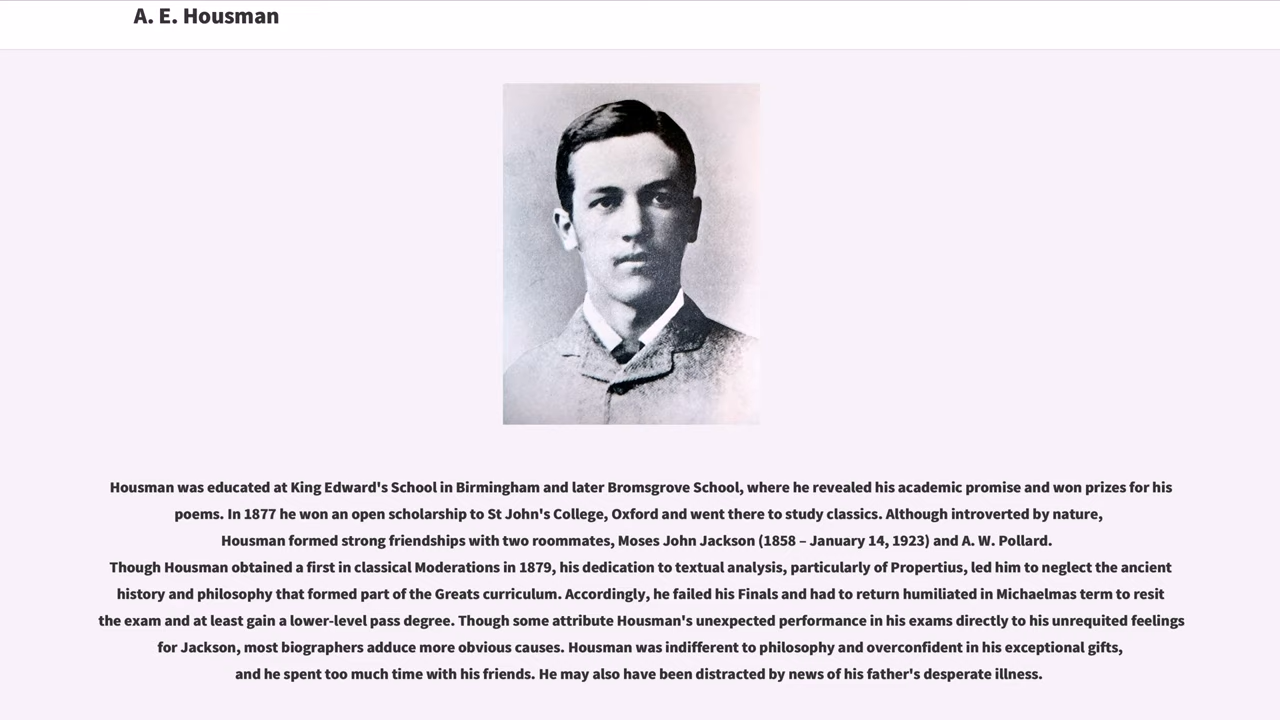 A. E. Housman
Housman was educated at King Edward's School in Birmingham and later Bromsgrove School, where he revealed his academic promise and won prizes for his
poems. In 1877 he won an open scholarship to St John's College, Oxford and went there to study classics. Although introverted by nature,
Housman formed strong friendships with two roommates, Moses John Jackson (1858 – January 14, 1923) and A. W. Pollard.
Though Housman obtained a first in classical Moderations in 1879, his dedication to textual analysis, particularly of Propertius, led him to neglect the ancient
history and philosophy that formed part of the Greats curriculum. Accordingly, he failed his Finals and had to return humiliated in Michaelmas term to resit
the exam and at least gain a lower-level pass degree. Though some attribute Housman's unexpected performance in his exams directly to his unrequited feelings
for Jackson, most biographers adduce more obvious causes. Housman was indifferent to philosophy and overconfident in his exceptional gifts,
and he spent too much time with his friends. He may also have been distracted by news of his father's desperate illness.